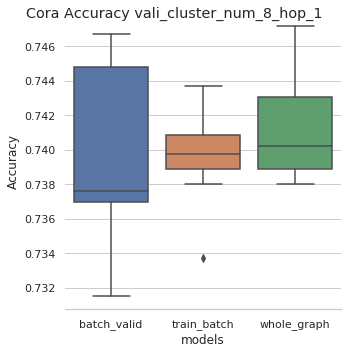 Cora Accuracy vali_cluster_num_8_hop_1
0.746
0.744
0.742
0.740
0.738
0.736
0.734
0.732
Accuracy
batch_valid train_batch whole_graph
models